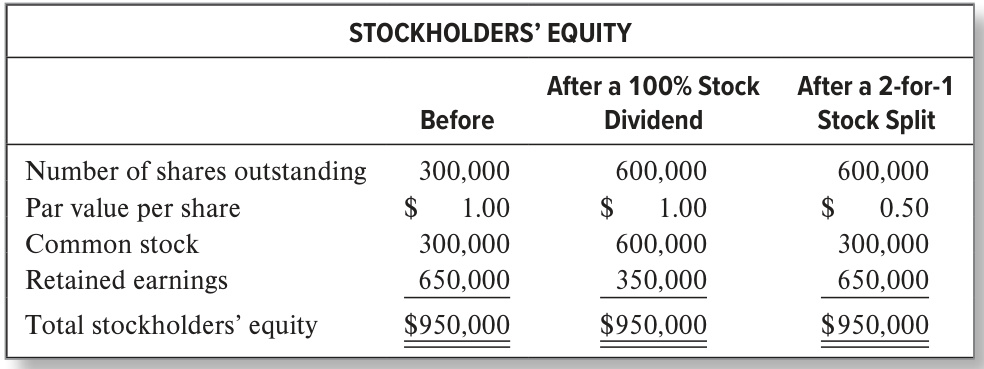 STOCKHOLDERS’ EQUITY
After a 100% Stock After a 2-for-1
Before Dividend Stock Split
Number of shares outstanding 300,000 600,000 600,000
Par value per share $ 1.00 $ 1.00 $ 0.50
Common stock 300,000 600,000 300,000
Retained earnings 650,000 350,000 650,000
Total stockholders’ equity $950,000 $950,000 $950,000